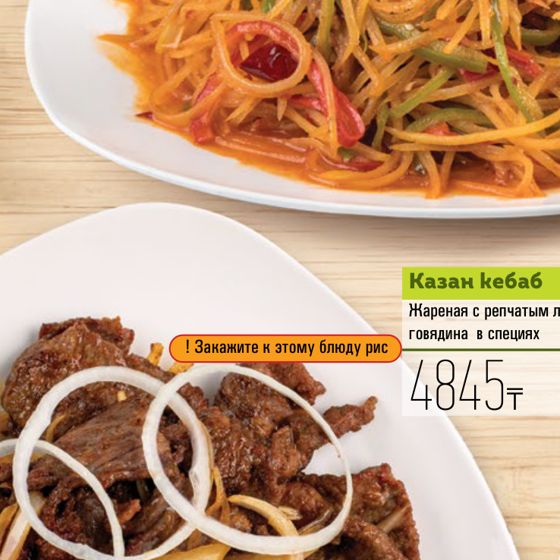 Казан кебаб
Жареная с репчатым
говядина в специях
! Закажите к этому блюду рис
4845₸